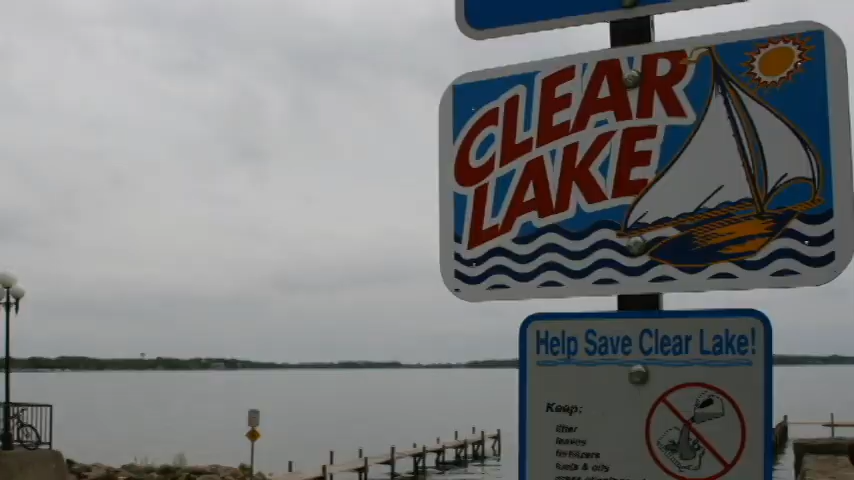 CLEAR
LAKE
Help Save Clear Lake!
Keep:
litter
leaves
fertilizers
fuels & oils